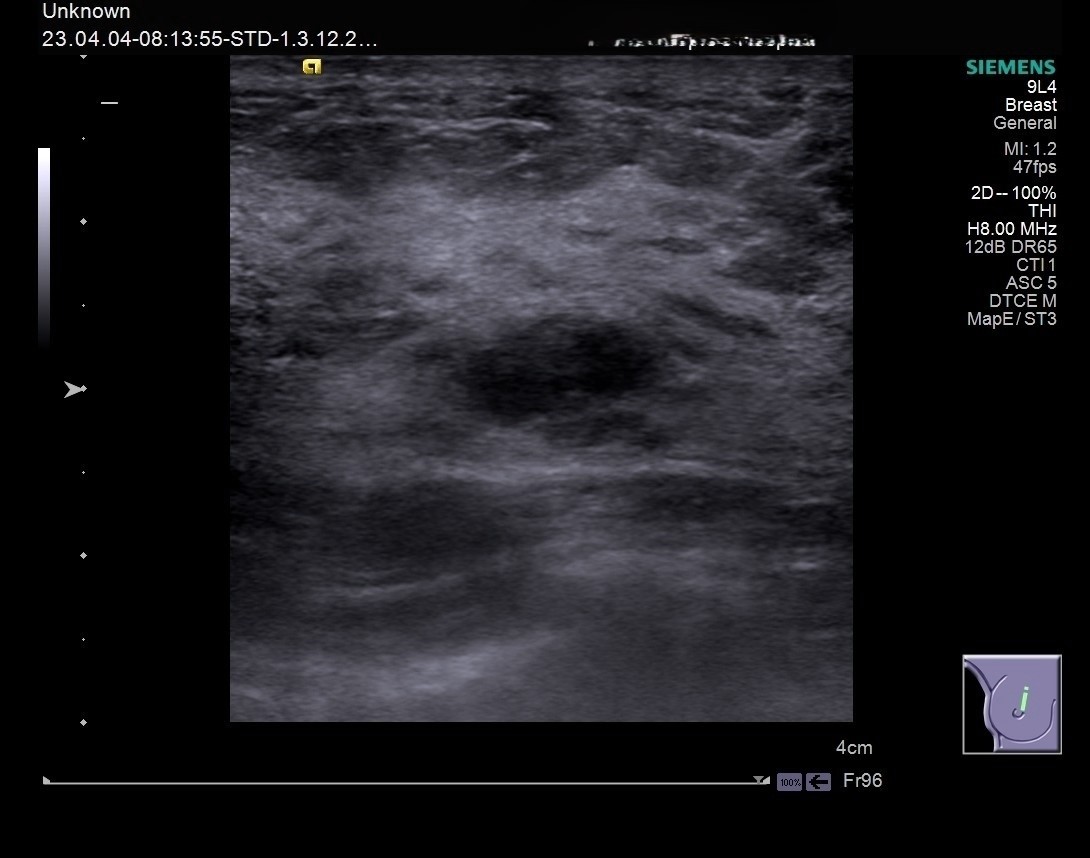 Unknown
23.04.04-08:13:55-STD-1.3.12.2...
SIEMENS
9L4
Breast
General
MI: 1.2
47fps
2D--100%
THI
H8.00 MHz
12dB DR65
CTI 1
ASC 5
DTCE M
MapE / ST3
4cm
100%
Fr96